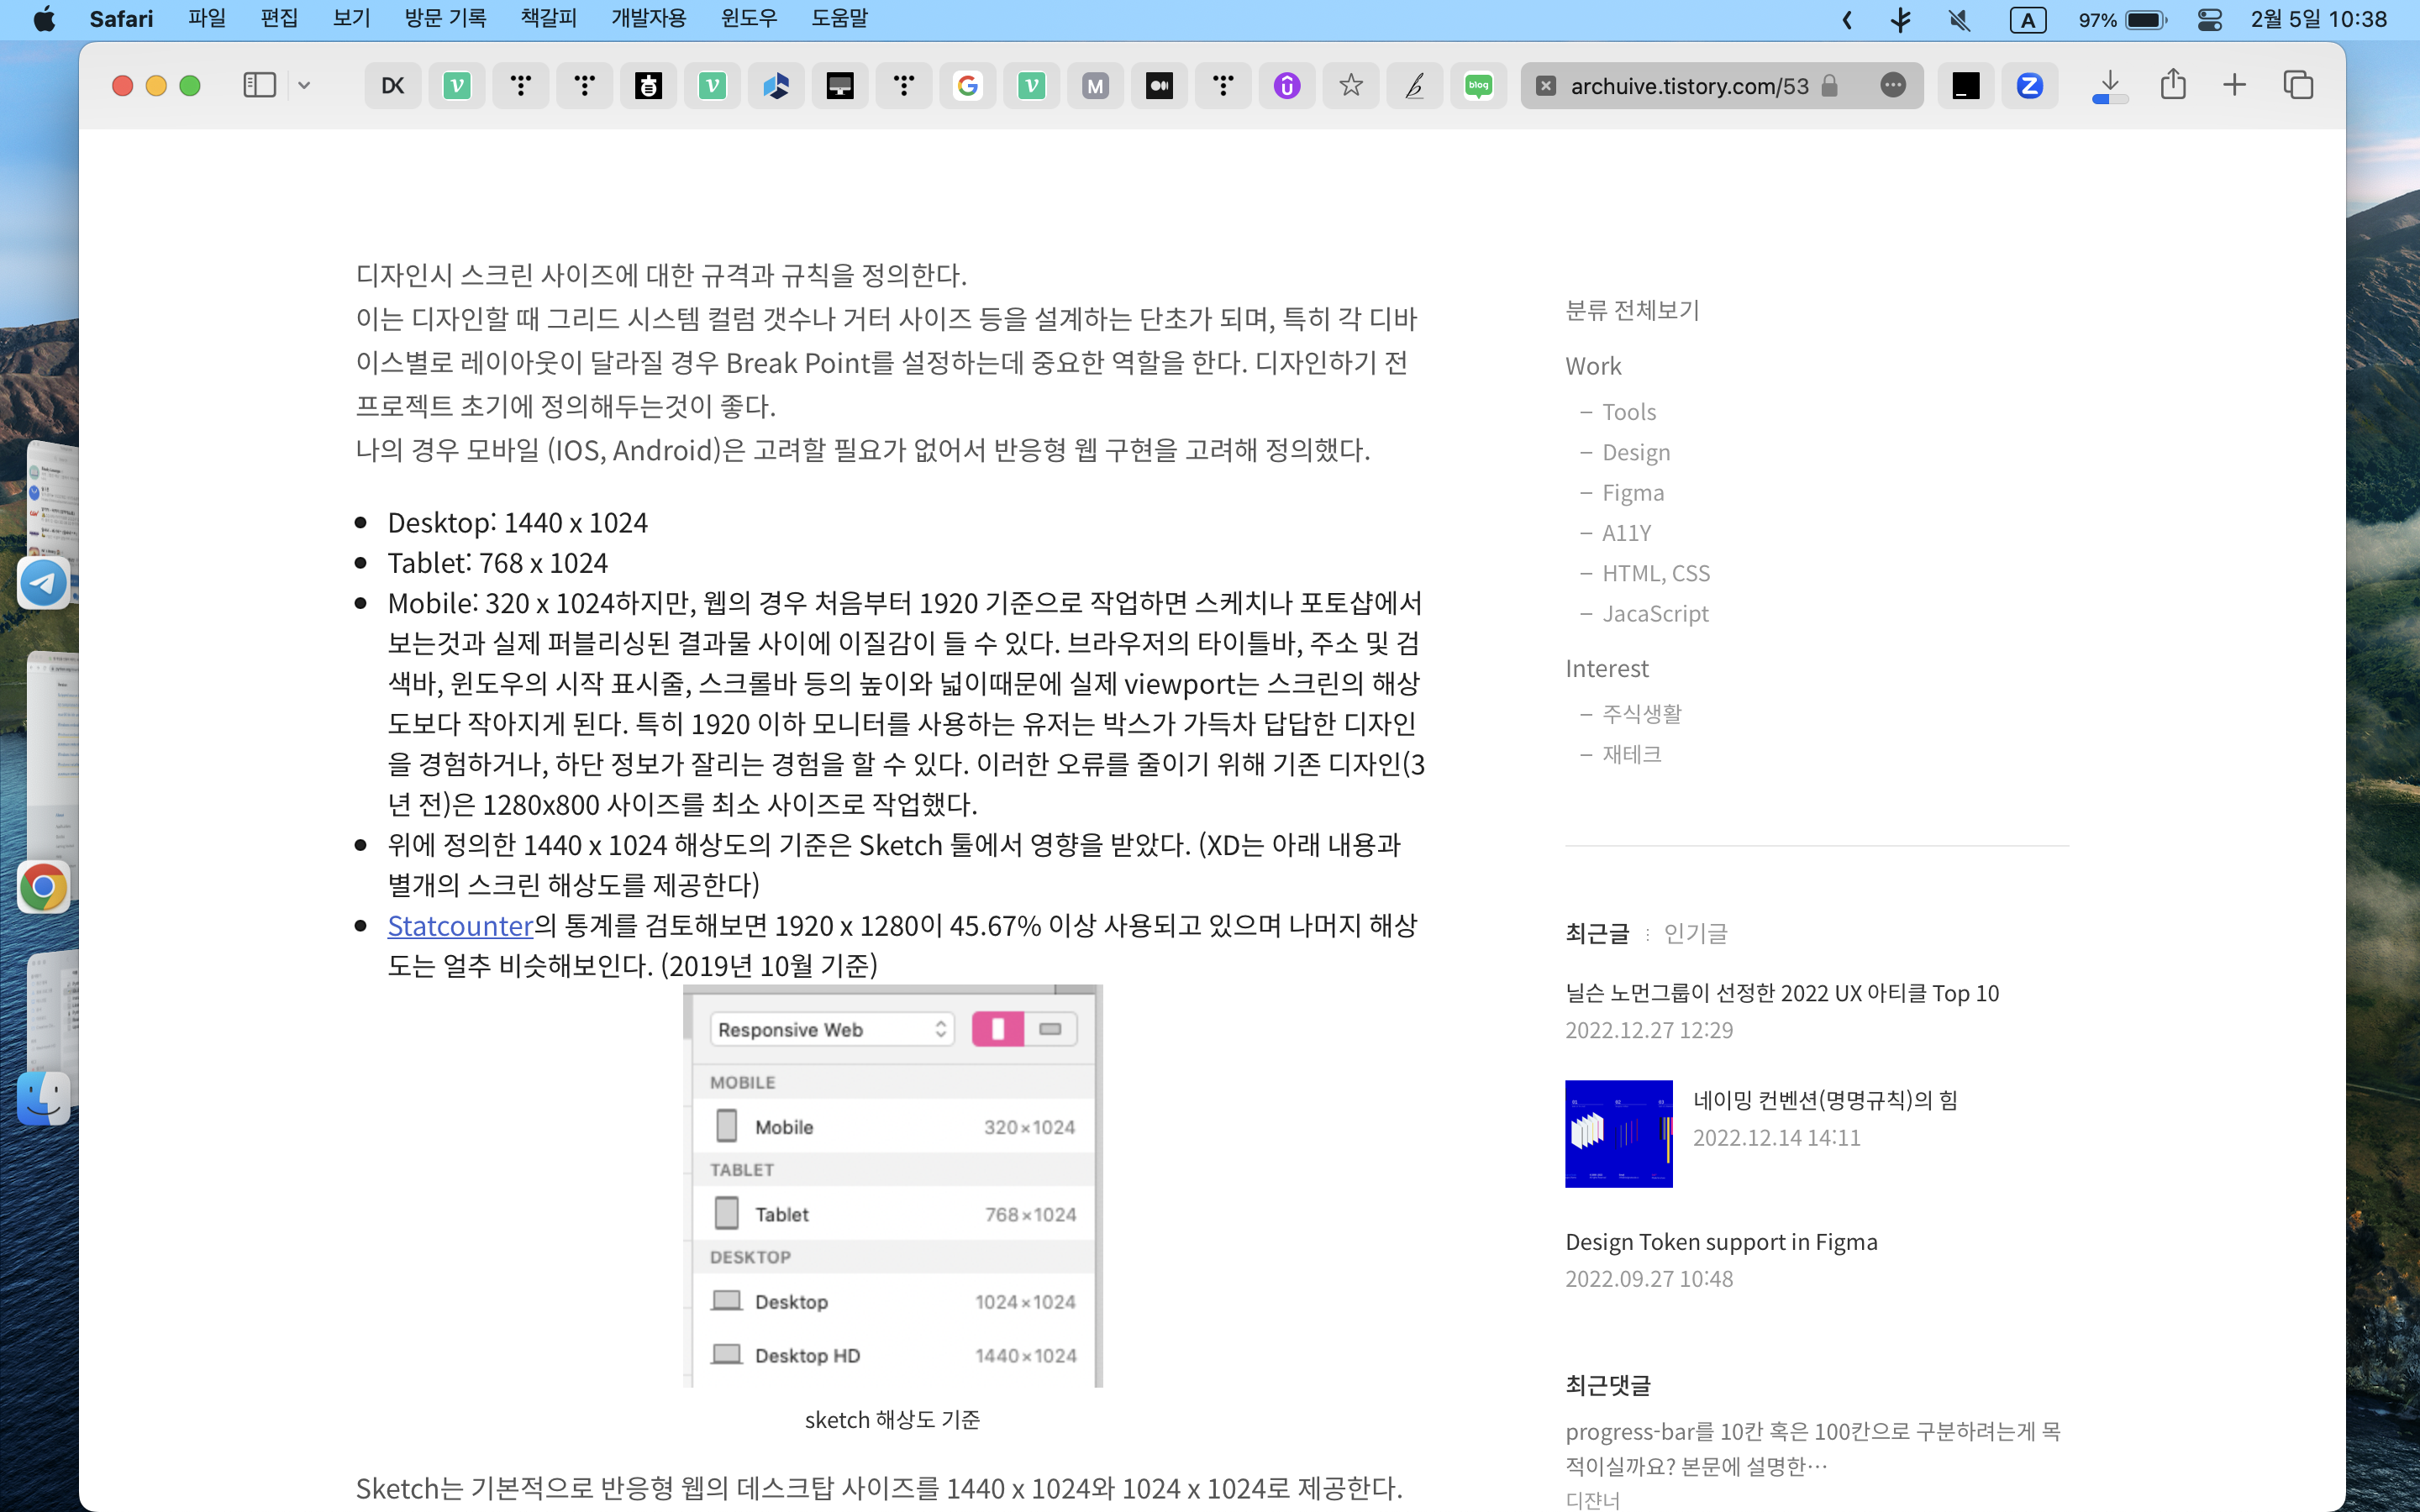 Safari 파일 편집 보기 방문 기록 책갈피 개발자용 윈도우 도움말 A 97% 2월 5일 10:38
DK v v G v M blog archuive.tistory.com/53 Z
디자인시 스크린 사이즈에 대한 규격과 규칙을 정의한다.
이는 디자인할 때 그리드 시스템 컬럼 갯수나 거터 사이즈 등을 설계하는 단초가 되며, 특히 각 디바
이스별로 레이아웃이 달라질 경우 Break Point를 설정하는데 중요한 역할을 한다. 디자인하기 전
프로젝트 초기에 정의해두는것이 좋다.
나의 경우 모바일 (IOS, Android)은 고려할 필요가 없어서 반응형 웹 구현을 고려해 정의했다.
• Desktop: 1440 x 1024
• Tablet: 768 x 1024
• Mobile: 320 x 1024하지만, 웹의 경우 처음부터 1920 기준으로 작업하면 스케치나 포토샵에서
보는것과 실제 퍼블리싱된 결과물 사이에 이질감이 들 수 있다. 브라우저의 타이틀바, 주소 및 검
색바, 윈도우의 시작 표시줄, 스크롤바 등의 높이와 넓이때문에 실제 viewport는 스크린의 해상
도보다 작아지게 된다. 특히 1920 이하 모니터를 사용하는 유저는 박스가 가득차 답답한 디자인
을 경험하거나, 하단 정보가 잘리는 경험을 할 수 있다. 이러한 오류를 줄이기 위해 기존 디자인(3
년 전)은 1280x800 사이즈를 최소 사이즈로 작업했다.
• 위에 정의한 1440 x 1024 해상도의 기준은 Sketch 툴에서 영향을 받았다. (XD는 아래 내용과
별개의 스크린 해상도를 제공한다)
• Statcounter의 통계를 검토해보면 1920 x 1280이 45.67% 이상 사용되고 있으며 나머지 해상
도는 얼추 비슷해보인다. (2019년 10월 기준)
Responsive Web
MOBILE
Mobile 320×1024
TABLET
Tablet 768×1024
DESKTOP
Desktop 1024×1024
Desktop HD 1440×1024
sketch 해상도 기준
Sketch는 기본적으로 반응형 웹의 데스크탑 사이즈를 1440 x 1024와 1024 x 1024로 제공한다.
분류 전체보기
Work
– Tools
– Design
– Figma
– A11Y
– HTML, CSS
– JacaScript
Interest
– 주식생활
– 재테크
최근글 ⋮ 인기글
닐슨 노먼그룹이 선정한 2022 UX 아티클 Top 10
2022.12.27 12:29
네이밍 컨벤션(명명규칙)의 힘
2022.12.14 14:11
Design Token support in Figma
2022.09.27 10:48
최근댓글
progress-bar를 10칸 혹은 100칸으로 구분하려는게 목
적이실까요? 본문에 설명한…
디쟌너